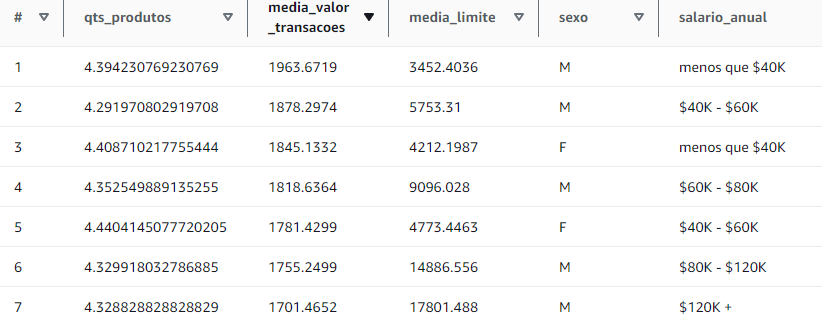 # qts_produtos media_valor_transacoes media_limite sexo salario_anual
1 4.394230769230769 1963.6719 3452.4036 M menos que $40K
2 4.291970802919708 1878.2974 5753.31 M $40K - $60K
3 4.408710217755444 1845.1332 4212.1987 F menos que $40K
4 4.352549889135255 1818.6364 9096.028 M $60K - $80K
5 4.4404145077720205 1781.4299 4773.4463 F $40K - $60K
6 4.329918032786885 1755.2499 14886.556 M $80K - $120K
7 4.328828828828829 1701.4652 17801.488 M $120K +